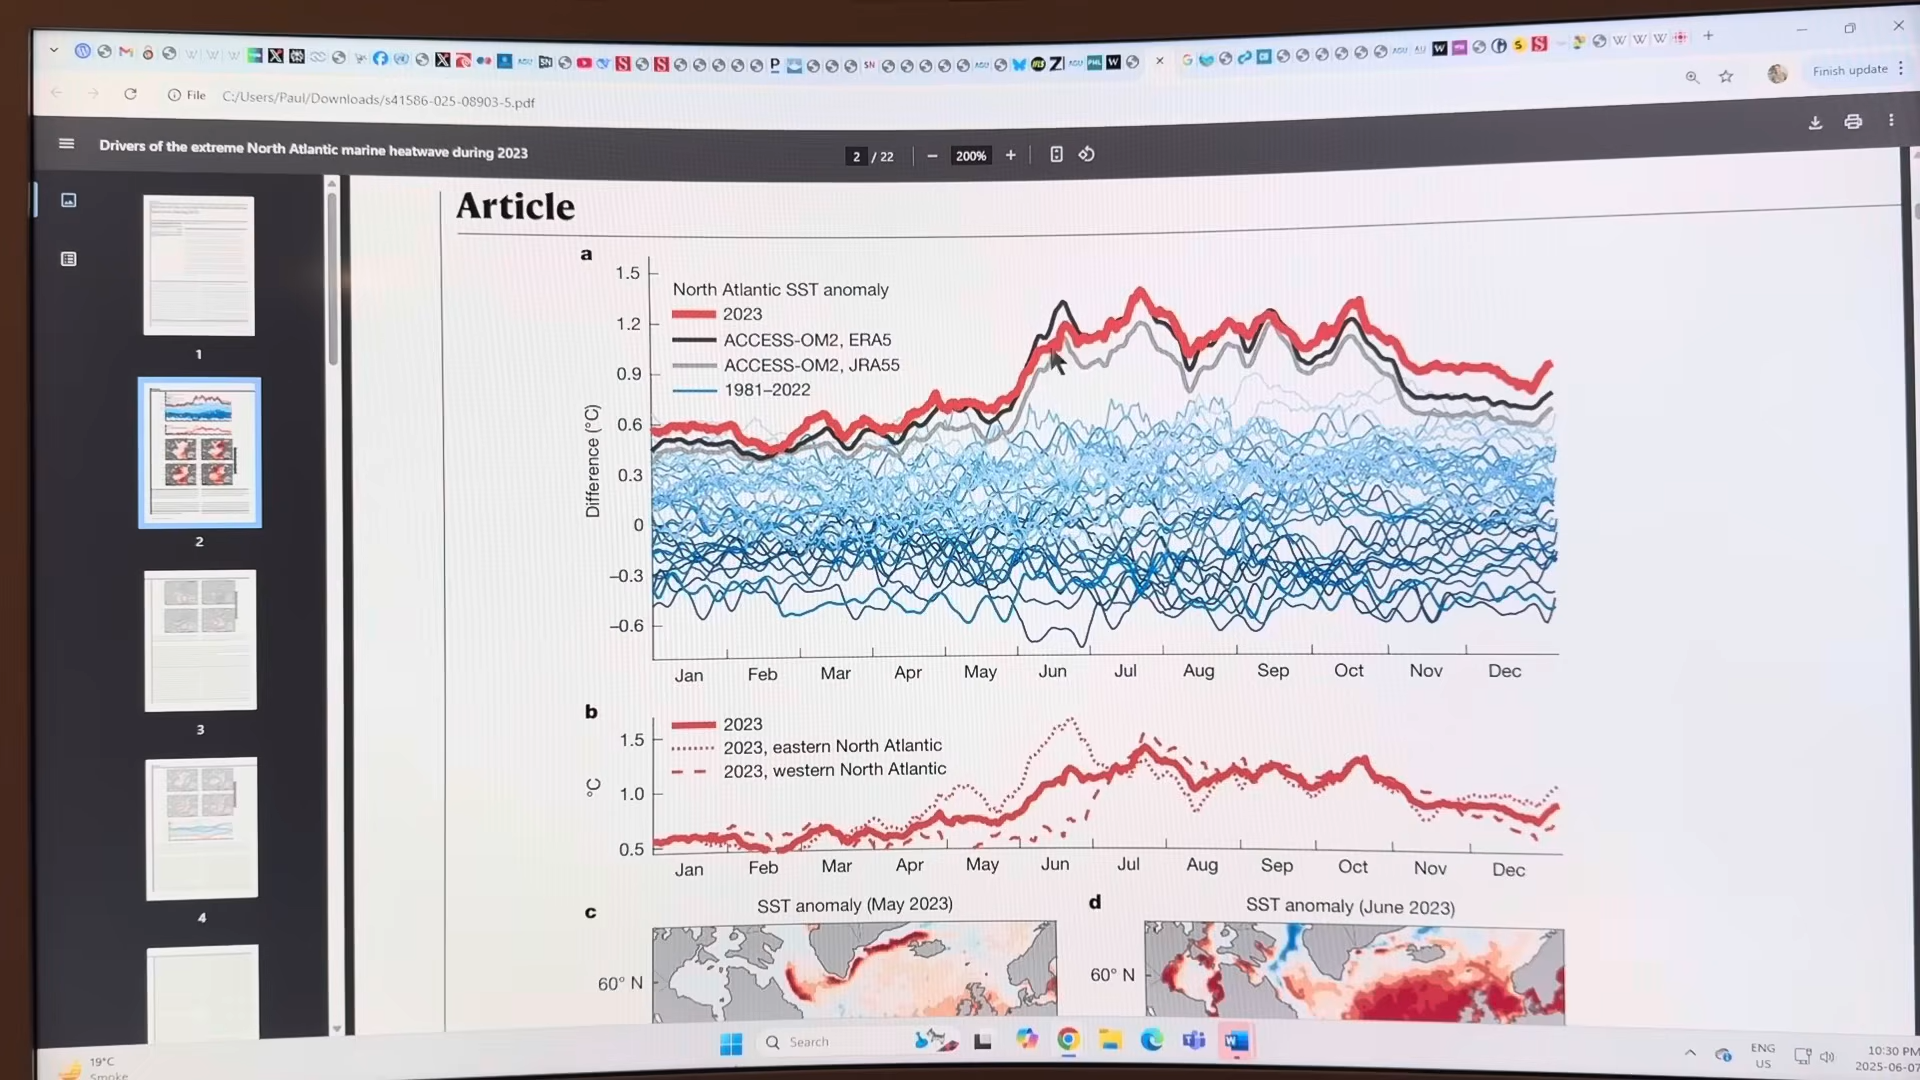 Finish update
File C:/Users/Paul/Downloads/s41586-025-08903-5.pdf
Drivers of the extreme North Atlantic marine heatwave during 2023
2 / 22
200%
1
2
3
4
Article
a
North Atlantic SST anomaly
2023
ACCESS-OM2, ERA5
ACCESS-OM2, JRA55
1981–2022
Difference (°C)
1.5
1.2
0.9
0.6
0.3
0
–0.3
–0.6
Jan Feb Mar Apr May Jun Jul Aug Sep Oct Nov Dec
b
2023
2023, eastern North Atlantic
2023, western North Atlantic
°C
1.5
1.0
0.5
Jan Feb Mar Apr May Jun Jul Aug Sep Oct Nov Dec
c
SST anomaly (May 2023)
60° N
d
SST anomaly (June 2023)
60° N
19°C
Smoke
Search
ENG
US
10:30 PM
2025-06-07